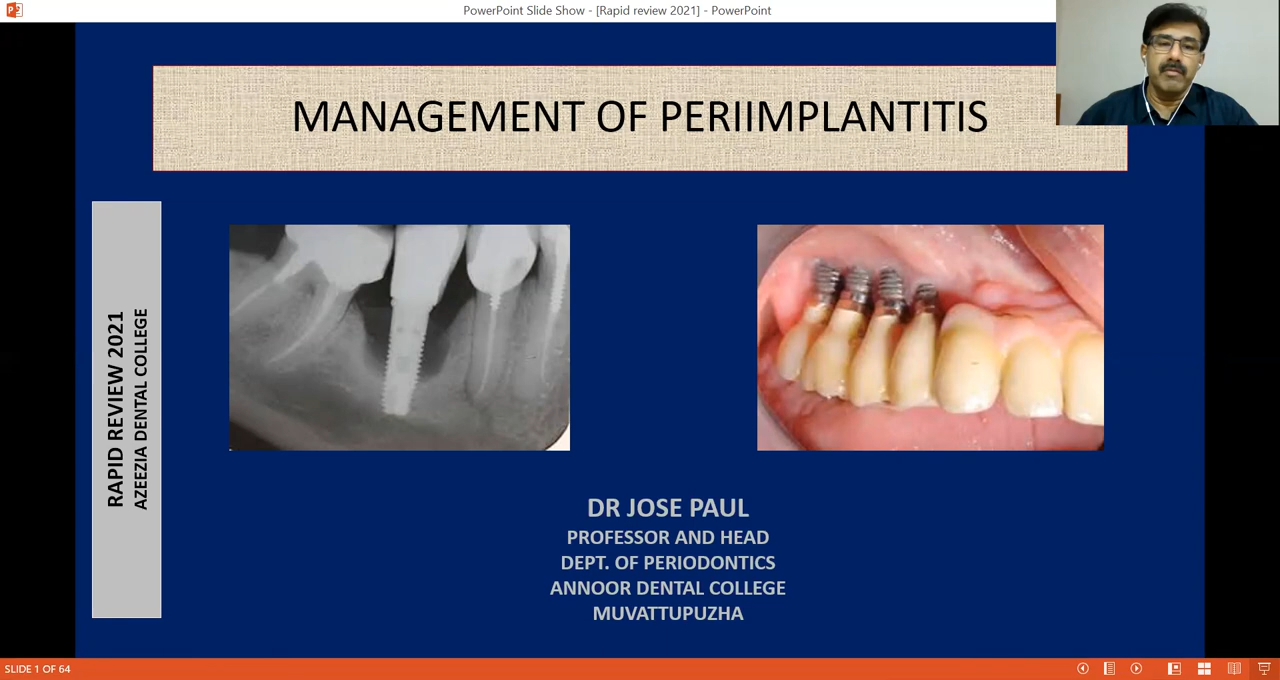 PowerPoint Slide Show - [Rapid review 2021] - PowerPoint
MANAGEMENT OF PERIIMPLANTITIS
RAPID REVIEW 2021
AZEEZIA DENTAL COLLEGE
DR JOSE PAUL
PROFESSOR AND HEAD
DEPT. OF PERIODONTICS
ANNOOR DENTAL COLLEGE
MUVATTUPUZHA
SLIDE 1 OF 64